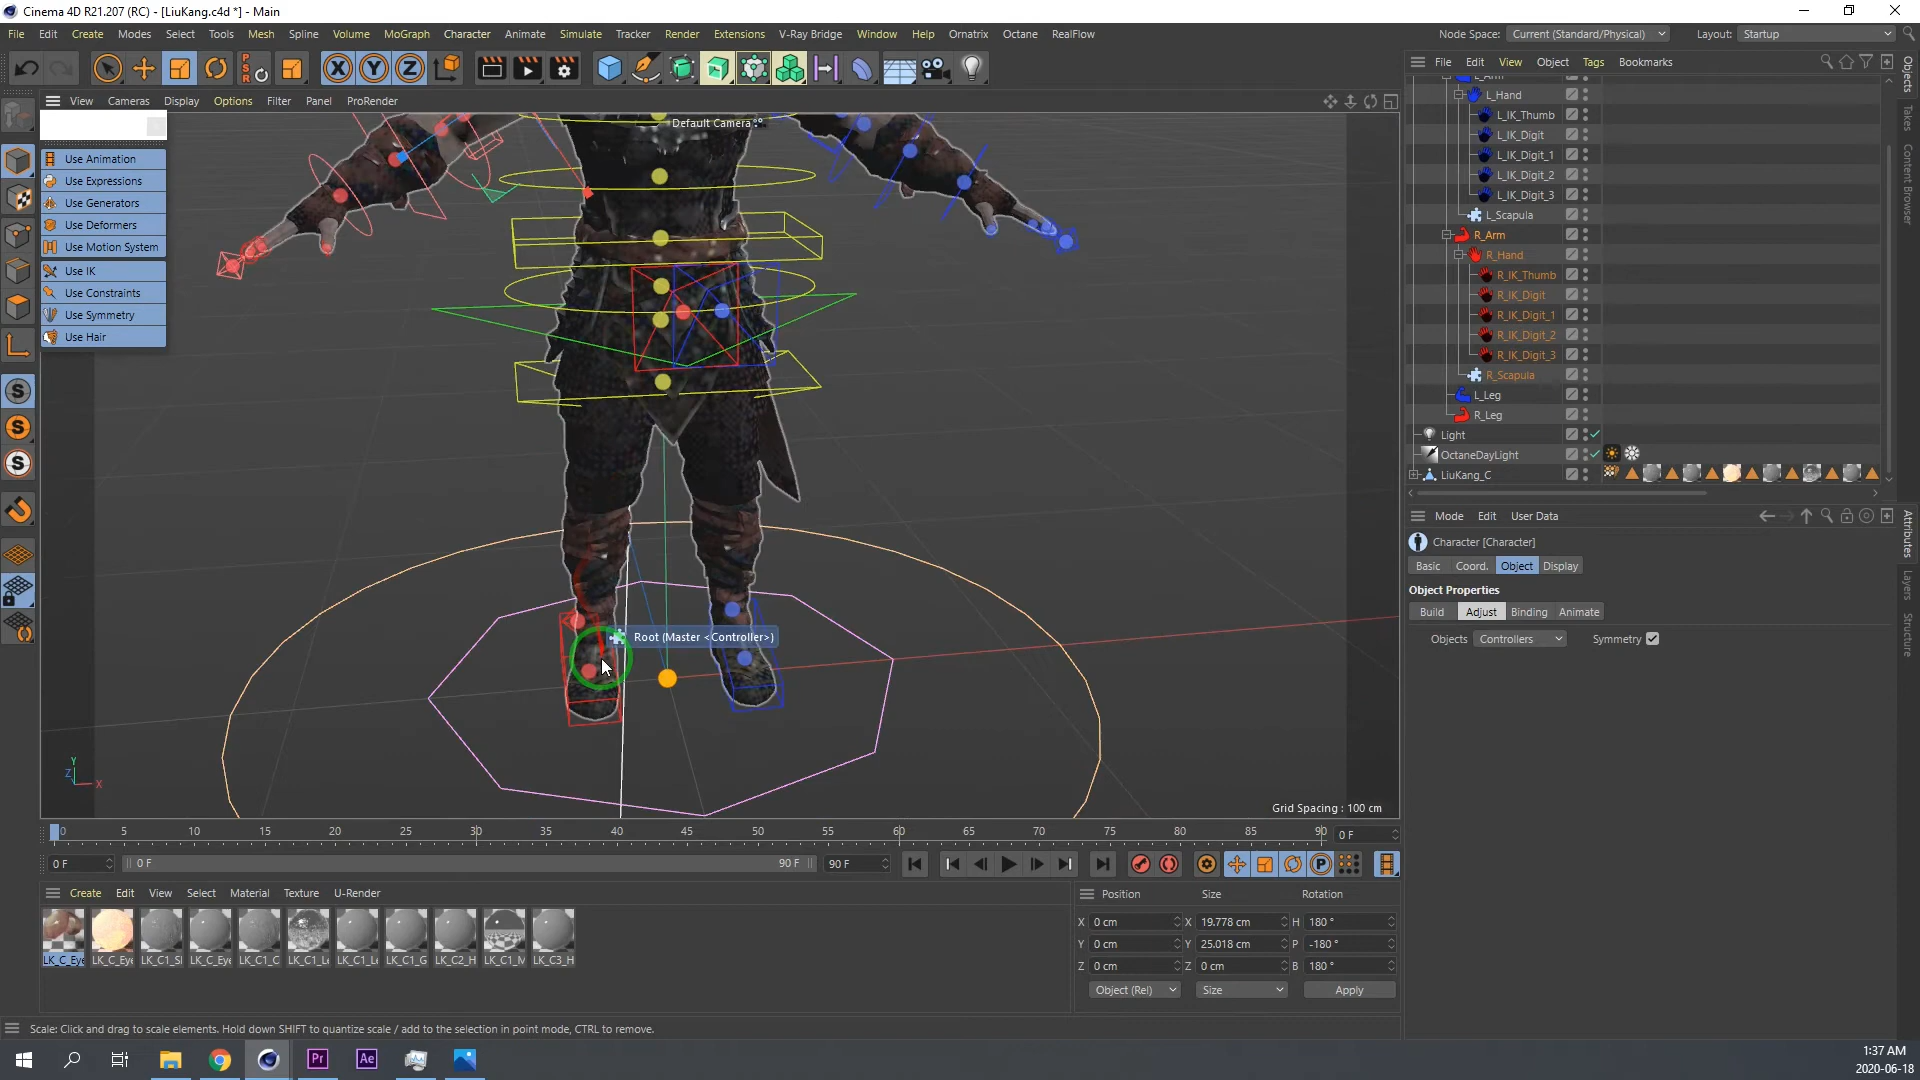 Cinema 4D R21.207 (RC) - [LiuKang.c4d *] - Main
File Edit Create Modes Select Tools Mesh Spline Volume MoGraph Character Animate Simulate Tracker Render Extensions V-Ray Bridge Window Help Ornatrix Octane RealFlow Node Space: Current (Standard/Physical) Layout: Startup
File Edit View Object Tags Bookmarks
View Cameras Display Options Filter Panel ProRender
Default Camera
Use Animation
Use Expressions
Use Generators
Use Deformers
Use Motion System
Use IK
Use Constraints
Use Symmetry
Use Hair
L_Hand
L_IK_Thumb
L_IK_Digit
L_IK_Digit_1
L_IK_Digit_2
L_IK_Digit_3
L_Scapula
R_Arm
R_Hand
R_IK_Thumb
R_IK_Digit
R_IK_Digit_1
R_IK_Digit_2
R_IK_Digit_3
R_Scapula
L_Leg
R_Leg
Light
OctaneDayLight
LiuKang_C
Objects
Takes
Content Browser
Mode Edit User Data
Character [Character]
Basic Coord. Object Display
Object Properties
Build Adjust Binding Animate
Objects Controllers Symmetry
Attributes
Layers
Structure
Root (Master <Controller>)
Y
Z
X
Grid Spacing : 100 cm
0 5 10 15 20 25 30 35 40 45 50 55 60 65 70 75 80 85 90 0 F
0 F 0 F 90 F 90 F
Create Edit View Select Material Texture U-Render
LK_C_Eye LK_C_Eye LK_C1_S LK_C_Eye LK_C1_C LK_C1_L LK_C1_L LK_C1_G LK_C2_H LK_C1_M LK_C3_H
Position Size Rotation
X 0 cm X 19.778 cm H 180 °
Y 0 cm Y 25.018 cm P -180 °
Z 0 cm Z 0 cm B 180 °
Object (Rel) Size Apply
Scale: Click and drag to scale elements. Hold down SHIFT to quantize scale / add to the selection in point mode, CTRL to remove.
Pr Ae
1:37 AM
2020-06-18